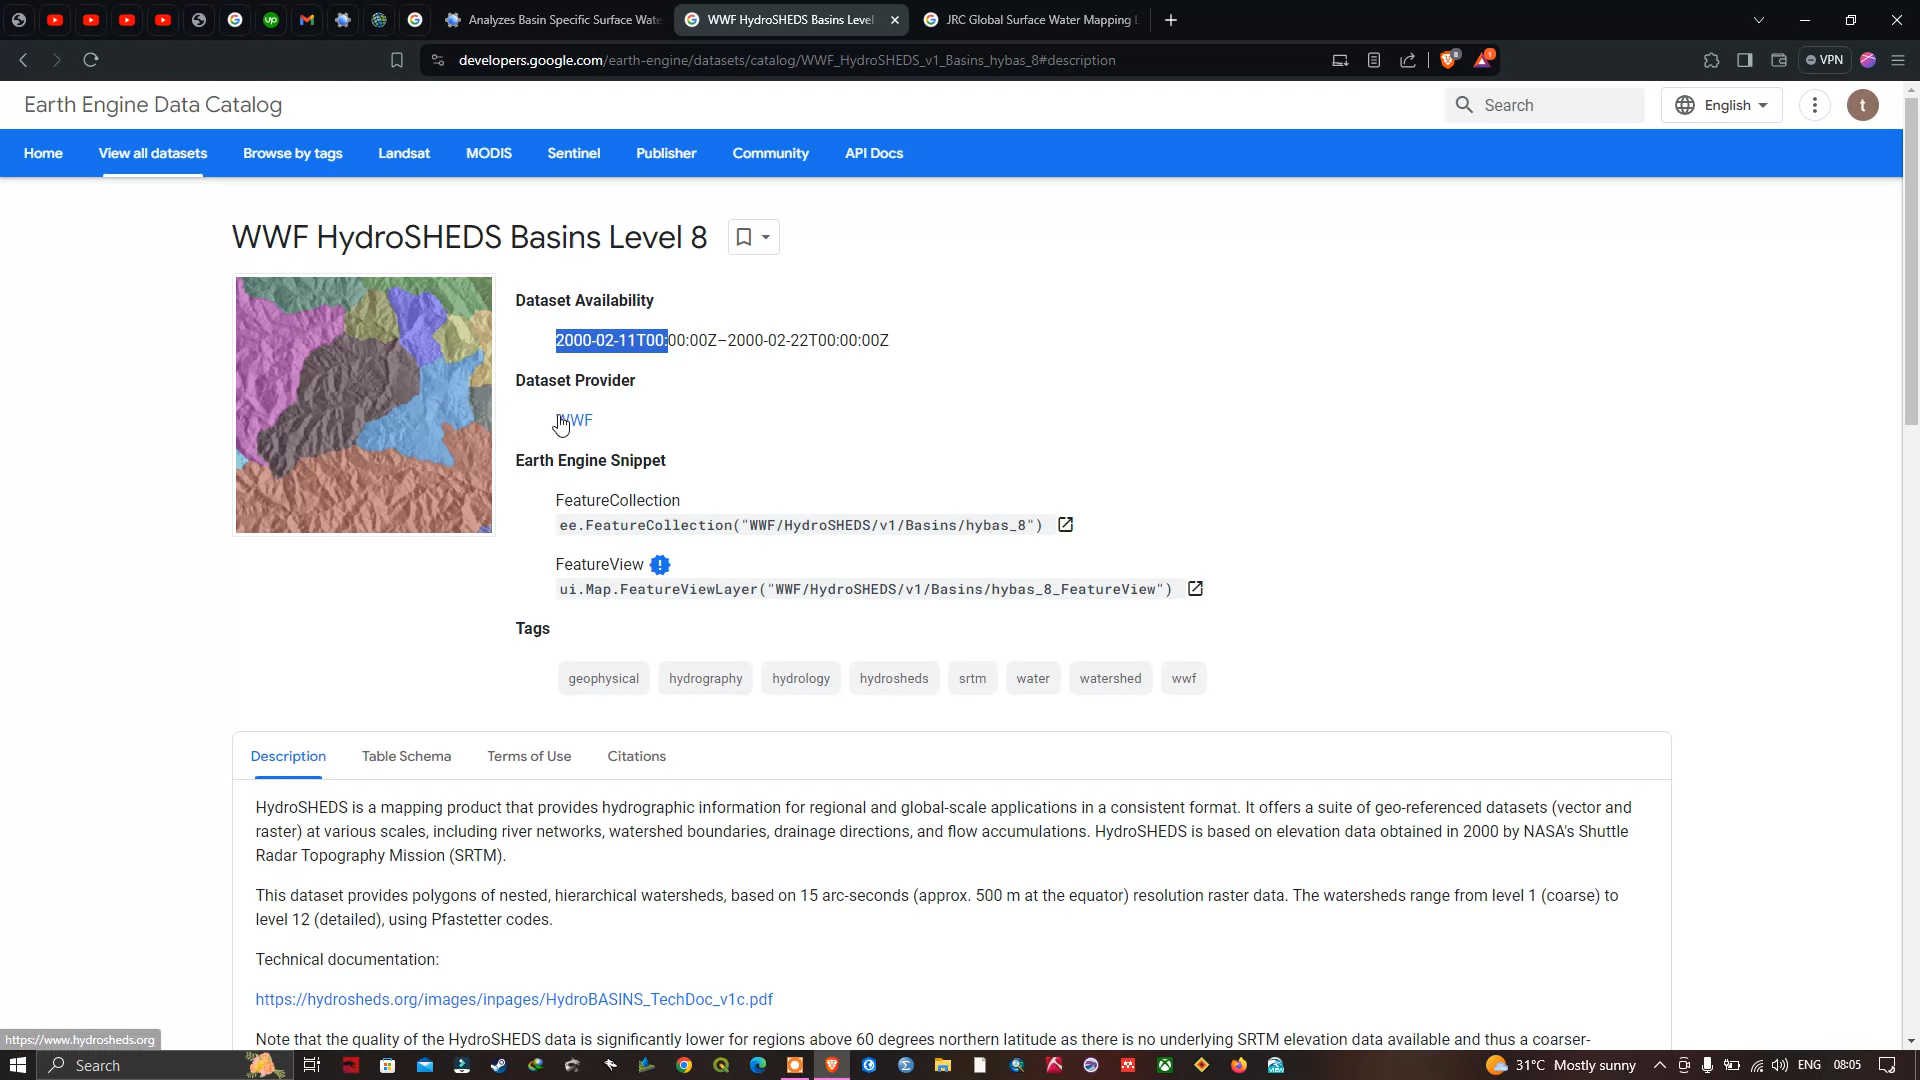 Analyzes Basin Specific Surface Wate
WWF HydroSHEDS Basins Level
JRC Global Surface Water Mapping L
developers.google.com/earth-engine/datasets/catalog/WWF_HydroSHEDS_v1_Basins_hybas_8#description
VPN
Earth Engine Data Catalog
Search
English
t
Home
View all datasets
Browse by tags
Landsat
MODIS
Sentinel
Publisher
Community
API Docs
WWF HydroSHEDS Basins Level 8
Dataset Availability
2000-02-11T00:00:00Z–2000-02-22T00:00:00Z
Dataset Provider
WWF
Earth Engine Snippet
FeatureCollection
ee.FeatureCollection("WWF/HydroSHEDS/v1/Basins/hybas_8")
FeatureView
ui.Map.FeatureViewLayer("WWF/HydroSHEDS/v1/Basins/hybas_8_FeatureView")
Tags
geophysical
hydrography
hydrology
hydrosheds
srtm
water
watershed
wwf
Description
Table Schema
Terms of Use
Citations
HydroSHEDS is a mapping product that provides hydrographic information for regional and global-scale applications in a consistent format. It offers a suite of geo-referenced datasets (vector and
raster) at various scales, including river networks, watershed boundaries, drainage directions, and flow accumulations. HydroSHEDS is based on elevation data obtained in 2000 by NASA's Shuttle
Radar Topography Mission (SRTM).
This dataset provides polygons of nested, hierarchical watersheds, based on 15 arc-seconds (approx. 500 m at the equator) resolution raster data. The watersheds range from level 1 (coarse) to
level 12 (detailed), using Pfastetter codes.
Technical documentation:
https://hydrosheds.org/images/inpages/HydroBASINS_TechDoc_v1c.pdf
Note that the quality of the HydroSHEDS data is significantly lower for regions above 60 degrees northern latitude as there is no underlying SRTM elevation data available and thus a coarser-
https://www.hydrosheds.org
Search
31°C Mostly sunny
ENG
08:05